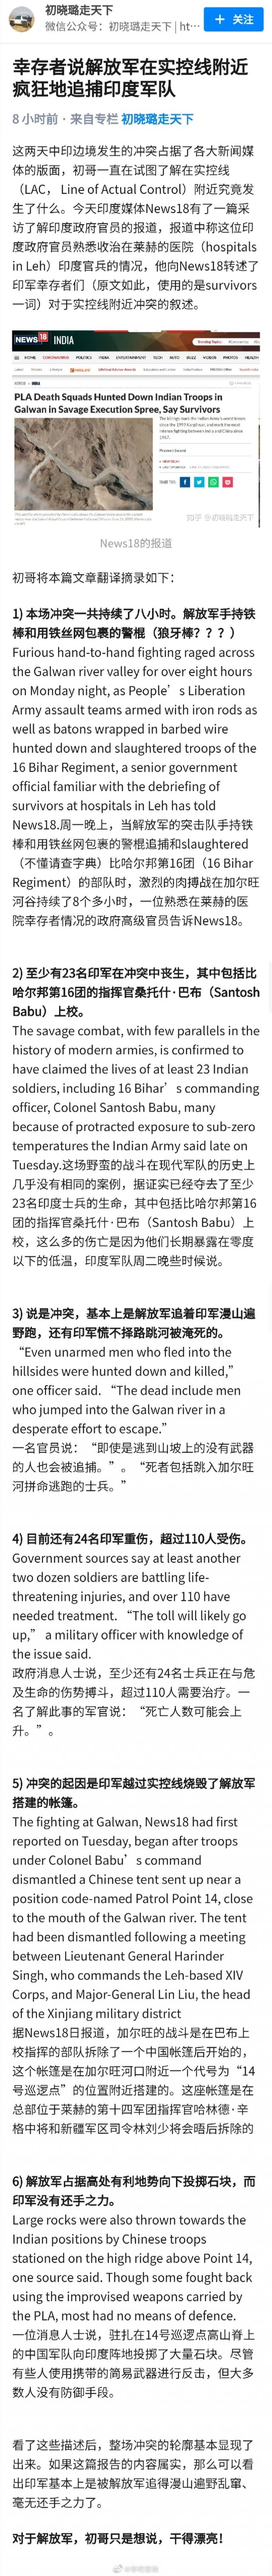 初晓璐走天下
微信公众号：初晓璐走天下 | ht…
＋ 关注
幸存者说解放军在实控线附近
疯狂地追捕印度军队
8 小时前 · 来自专栏 初晓璐走天下
这两天中印边境发生的冲突占据了各大新闻媒
体的版面，初哥一直在试图了解在实控线
（LAC， Line of Actual Control）附近究竟发
生了什么。今天印度媒体News18有了一篇采
访了解印度政府官员的报道，报道中称这位印
度政府官员熟悉收治在莱赫的医院（hospitals
in Leh）印度官兵的情况，他向News18转述了
印军幸存者们（原文如此，使用的是survivors
一词）对于实控线附近冲突的叙述。
NEWS 18 INDIA
PLA Death Squads Hunted Down Indian Troops in
Galwan in Savage Execution Spree, Say Survivors
SHARE THIS:
知乎 @初晓璐走天下
News18的报道
初哥将本篇文章翻译摘录如下：
1) 本场冲突一共持续了八小时。解放军手持铁
棒和用铁丝网包裹的警棍（狼牙棒？？？）
Furious hand-to-hand fighting raged across
the Galwan river valley for over eight hours
on Monday night, as People’s Liberation
Army assault teams armed with iron rods as
well as batons wrapped in barbed wire
hunted down and slaughtered troops of the
16 Bihar Regiment, a senior government
official familiar with the debriefing of
survivors at hospitals in Leh has told
News18.周一晚上，当解放军的突击队手持铁
棒和用铁丝网包裹的警棍追捕和slaughtered
（不懂请查字典）比哈尔邦第16团（16 Bihar
Regiment）的部队时，激烈的肉搏战在加尔旺
河谷持续了8个多小时，一位熟悉在莱赫的医
院幸存者情况的政府高级官员告诉News18。
2) 至少有23名印军在冲突中丧生，其中包括比
哈尔邦第16团的指挥官桑托什·巴布（Santosh
Babu）上校。
The savage combat, with few parallels in the
history of modern armies, is confirmed to
have claimed the lives of at least 23 Indian
soldiers, including 16 Bihar’s commanding
officer, Colonel Santosh Babu, many
because of protracted exposure to sub-zero
temperatures the Indian Army said late on
Tuesday.这场野蛮的战斗在现代军队的历史上
几乎没有相同的案例，据证实已经夺去了至少
23名印度士兵的生命，其中包括比哈尔邦第16
团的指挥官桑托什·巴布（Santosh Babu）上
校，这么多的伤亡是因为他们长期暴露在零度
以下的低温，印度军队周二晚些时候说。
3) 说是冲突，基本上是解放军追着印军漫山遍
野跑，还有印军慌不择路跳河被淹死的。
“Even unarmed men who fled into the
hillsides were hunted down and killed,”
one officer said. “The dead include men
who jumped into the Galwan river in a
desperate effort to escape.”
一名官员说：“即使是逃到山坡上的没有武器
的人也会被追捕。”。“死者包括跳入加尔旺
河拼命逃跑的士兵。”
4) 目前还有24名印军重伤，超过110人受伤。
Government sources say at least another
two dozen soldiers are battling life-
threatening injuries, and over 110 have
needed treatment. “The toll will likely go
up,” a military officer with knowledge of
the issue said.
政府消息人士说，至少还有24名士兵正在与危
及生命的伤势搏斗，超过110人需要治疗。一
名了解此事的军官说：“死亡人数可能会上
升。”。
5) 冲突的起因是印军越过实控线烧毁了解放军
搭建的帐篷。
The fighting at Galwan, News18 had first
reported on Tuesday, began after troops
under Colonel Babu’s command
dismantled a Chinese tent sent up near a
position code-named Patrol Point 14, close
to the mouth of the Galwan river. The tent
had been dismantled following a meeting
between Lieutenant General Harinder
Singh, who commands the Leh-based XIV
Corps, and Major-General Lin Liu, the head
of the Xinjiang military district
据News18日报道，加尔旺的战斗是在巴布上
校指挥的部队拆除了一个中国帐篷后开始的，
这个帐篷是在加尔旺河口附近一个代号为“14
号巡逻点”的位置附近搭建的。这座帐篷是在
总部位于莱赫的第十四军团指挥官哈林德·辛
格中将和新疆军区司令林刘少将会晤后拆除的
6) 解放军占据高处有利地势向下投掷石块，而
印军没有还手之力。
Large rocks were also thrown towards the
Indian positions by Chinese troops
stationed on the high ridge above Point 14,
one source said. Though some fought back
using the improvised weapons carried by
the PLA, most had no means of defence.
一位消息人士说，驻扎在14号巡逻点高山脊上
的中国军队向印度阵地投掷了大量石块。尽管
有些人使用携带的简易武器进行反击，但大多
数人没有防御手段。
看了这些描述后，整场冲突的轮廓基本显现了
出来。如果这篇报告的内容属实，那么可以看
出印军基本上是被解放军追得漫山遍野乱窜、
毫无还手之力了。
对于解放军，初哥只是想说，干得漂亮！